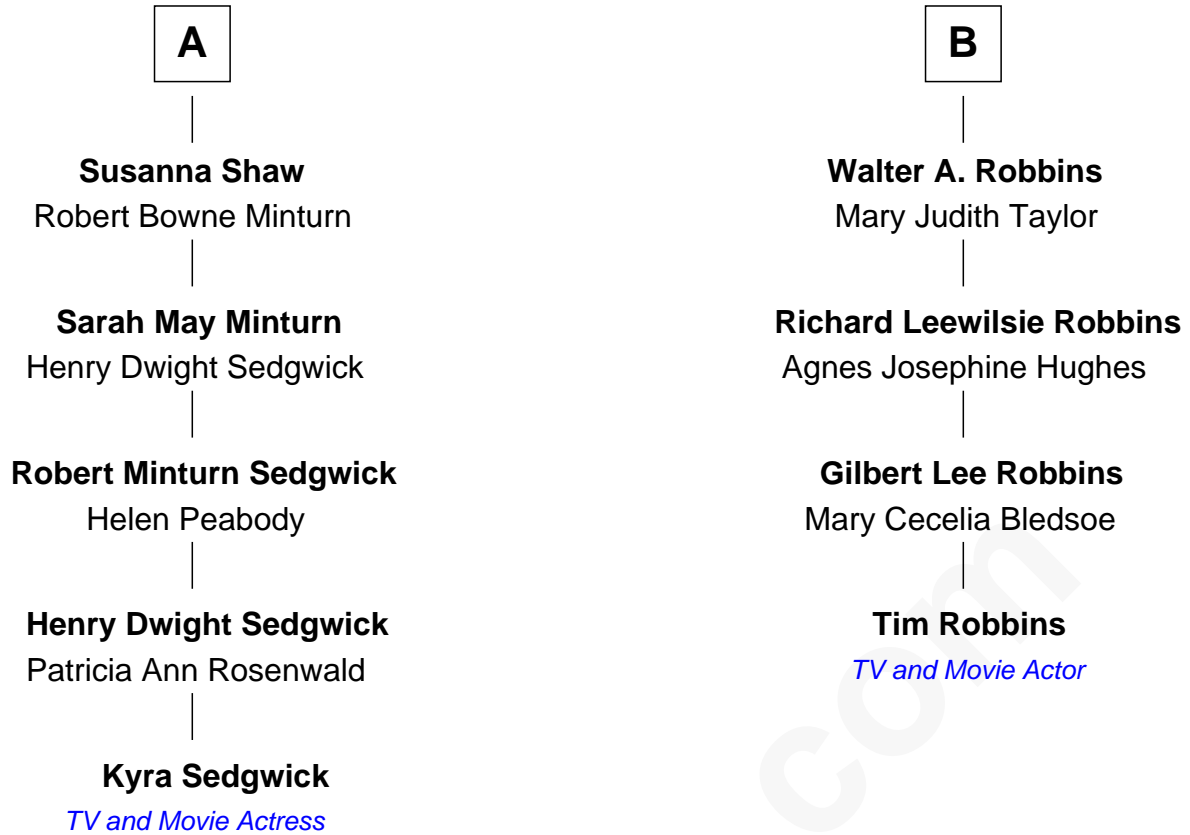 A
Susanna Shaw
Robert Bowne Minturn
Sarah May Minturn
Henry Dwight Sedgwick
Robert Minturn Sedgwick
Helen Peabody
Henry Dwight Sedgwick
Patricia Ann Rosenwald
Kyra Sedgwick
TV and Movie Actress
B
Walter A. Robbins
Mary Judith Taylor
Richard Leewilsie Robbins
Agnes Josephine Hughes
Gilbert Lee Robbins
Mary Cecelia Bledsoe
Tim Robbins
TV and Movie Actor
com